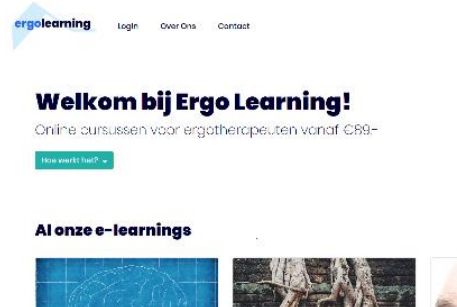 ergolearning Login Over Ons Contact
Welkom bij Ergo Learning!
Online cursussen voor ergotherapeuten vanaf €89,-
Hoe werkt het?
Al onze e-learnings